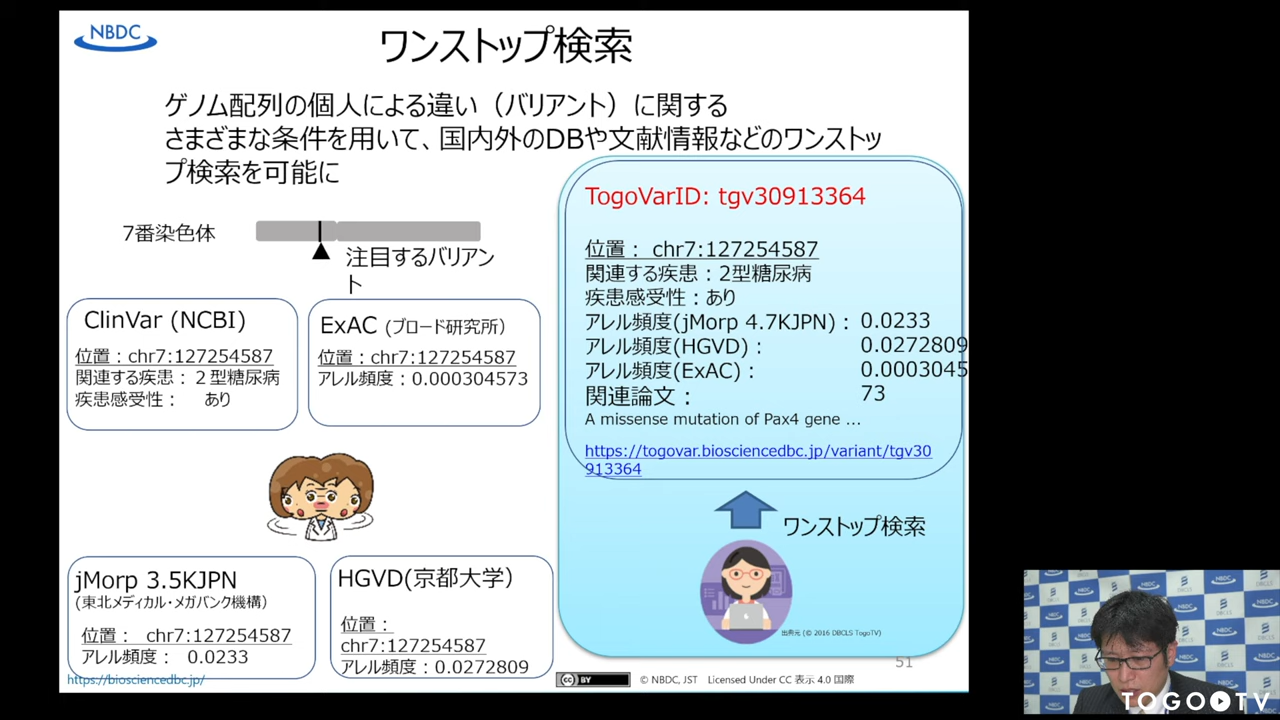 NBDC
ワンストップ検索
ゲノム配列の個人による違い（バリアント）に関する
さまざまな条件を用いて、国内外のDBや文献情報などのワンストッ
プ検索を可能に
7番染色体
注目するバリアン
ト
ClinVar (NCBI)
位置：chr7:127254587
関連する疾患：２型糖尿病
疾患感受性： あり
ExAC (ブロード研究所)
位置：chr7:127254587
アレル頻度：0.000304573
jMorp 3.5KJPN
(東北メディカル・メガバンク機構)
位置： chr7:127254587
アレル頻度： 0.0233
HGVD(京都大学)
位置：
chr7:127254587
アレル頻度：0.0272809
TogoVarID: tgv30913364
位置： chr7:127254587
関連する疾患：2型糖尿病
疾患感受性：あり
アレル頻度(jMorp 4.7KJPN)： 0.0233
アレル頻度(HGVD)： 0.0272809
アレル頻度(ExAC)： 0.0003045
関連論文： 73
A missense mutation of Pax4 gene ...
https://togovar.biosciencedbc.jp/variant/tgv30
913364
ワンストップ検索
出典元 (© 2016 DBCLS TogoTV)
51
https://biosciencedbc.jp/
cc BY
© NBDC, JST Licensed Under CC 表示 4.0 国際
NBDC
DBCLS
TOGO TV